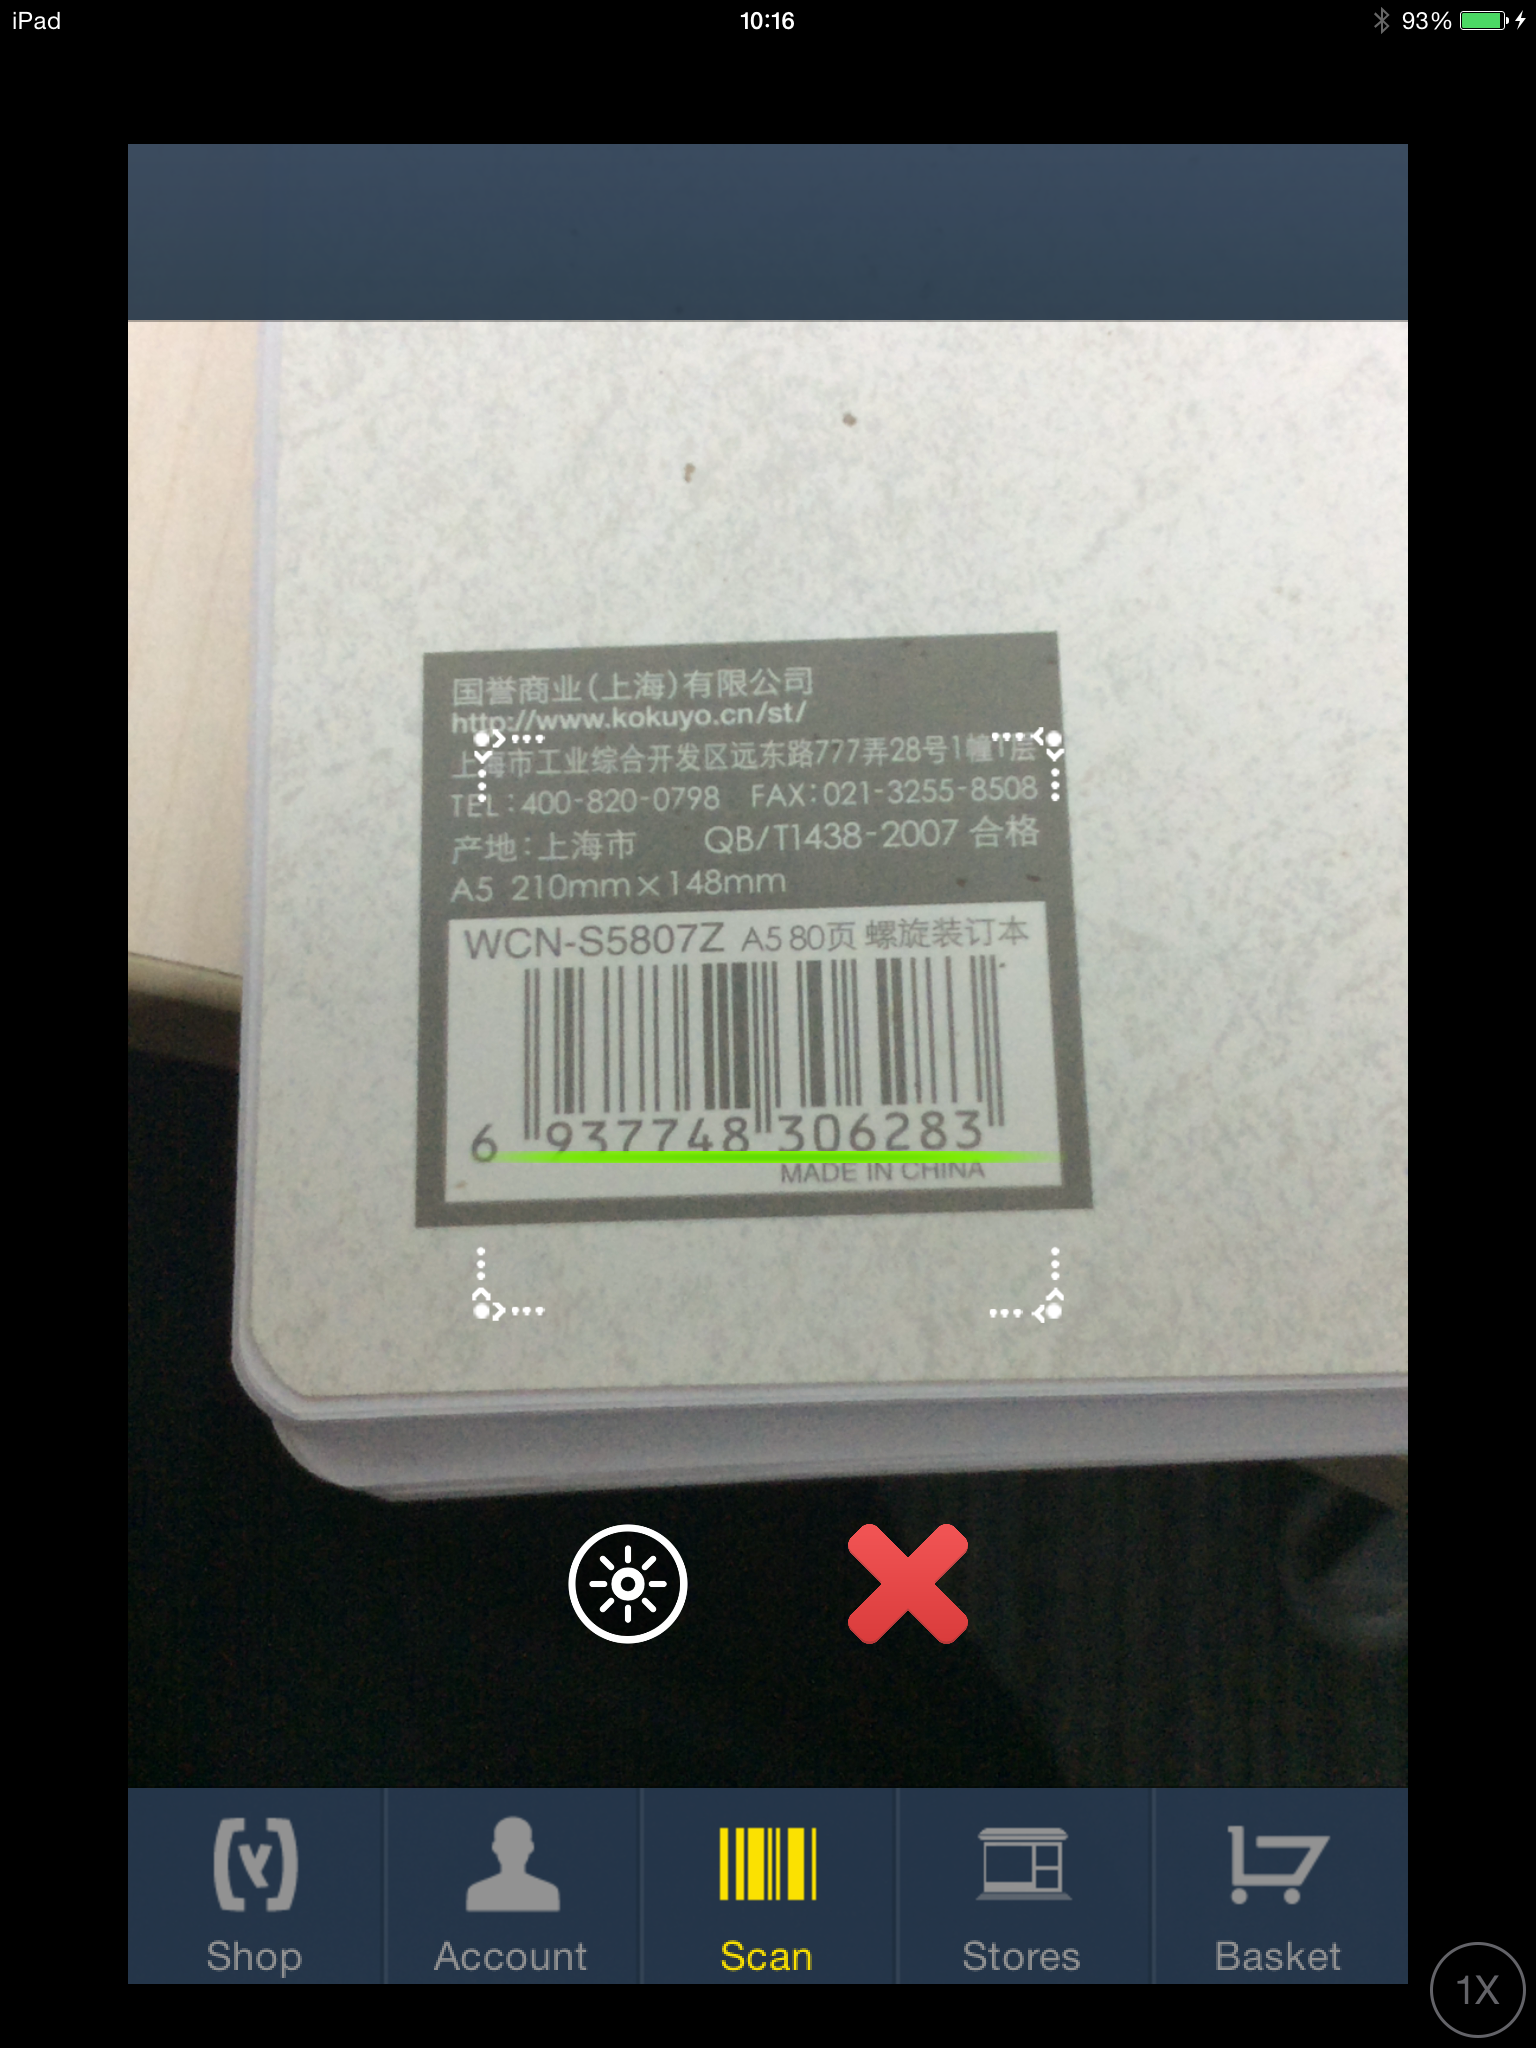 iPad 10:16 93%
国誉商业(上海)有限公司
http://www.kokuyo.cn/st/
上海市工业综合开发区远东路777弄28号1幢1层
TEL:400-820-0798 FAX:021-3255-8508
产地:上海市 QB/T1438-2007 合格
A5 210mm×148mm
WCN-S5807Z A5 80页 螺旋装订本
6 937748 306283
MADE IN CHINA
Shop Account Scan Stores Basket
1X